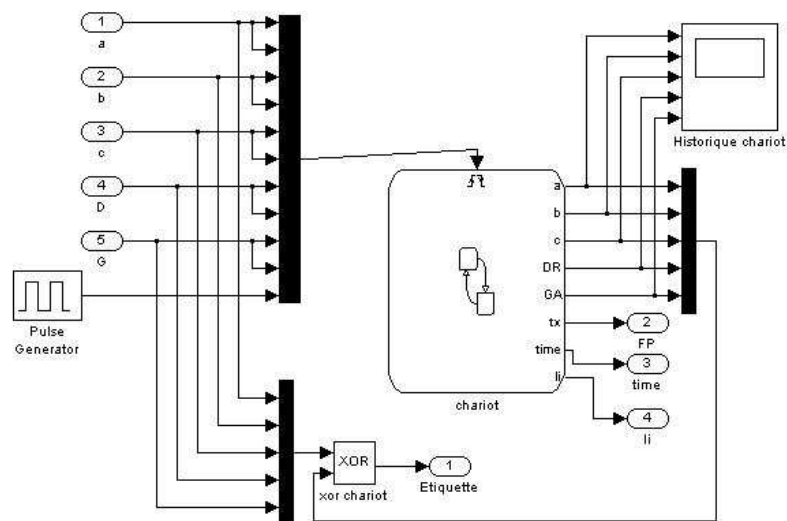 1
a
2
b
3
c
4
D
5
G
Pulse
Generator
a
b
c
DR
GA
tx
time
li
chariot
Historique chariot
2
FP
3
time
4
li
XOR
xor chariot
1
Etiquette